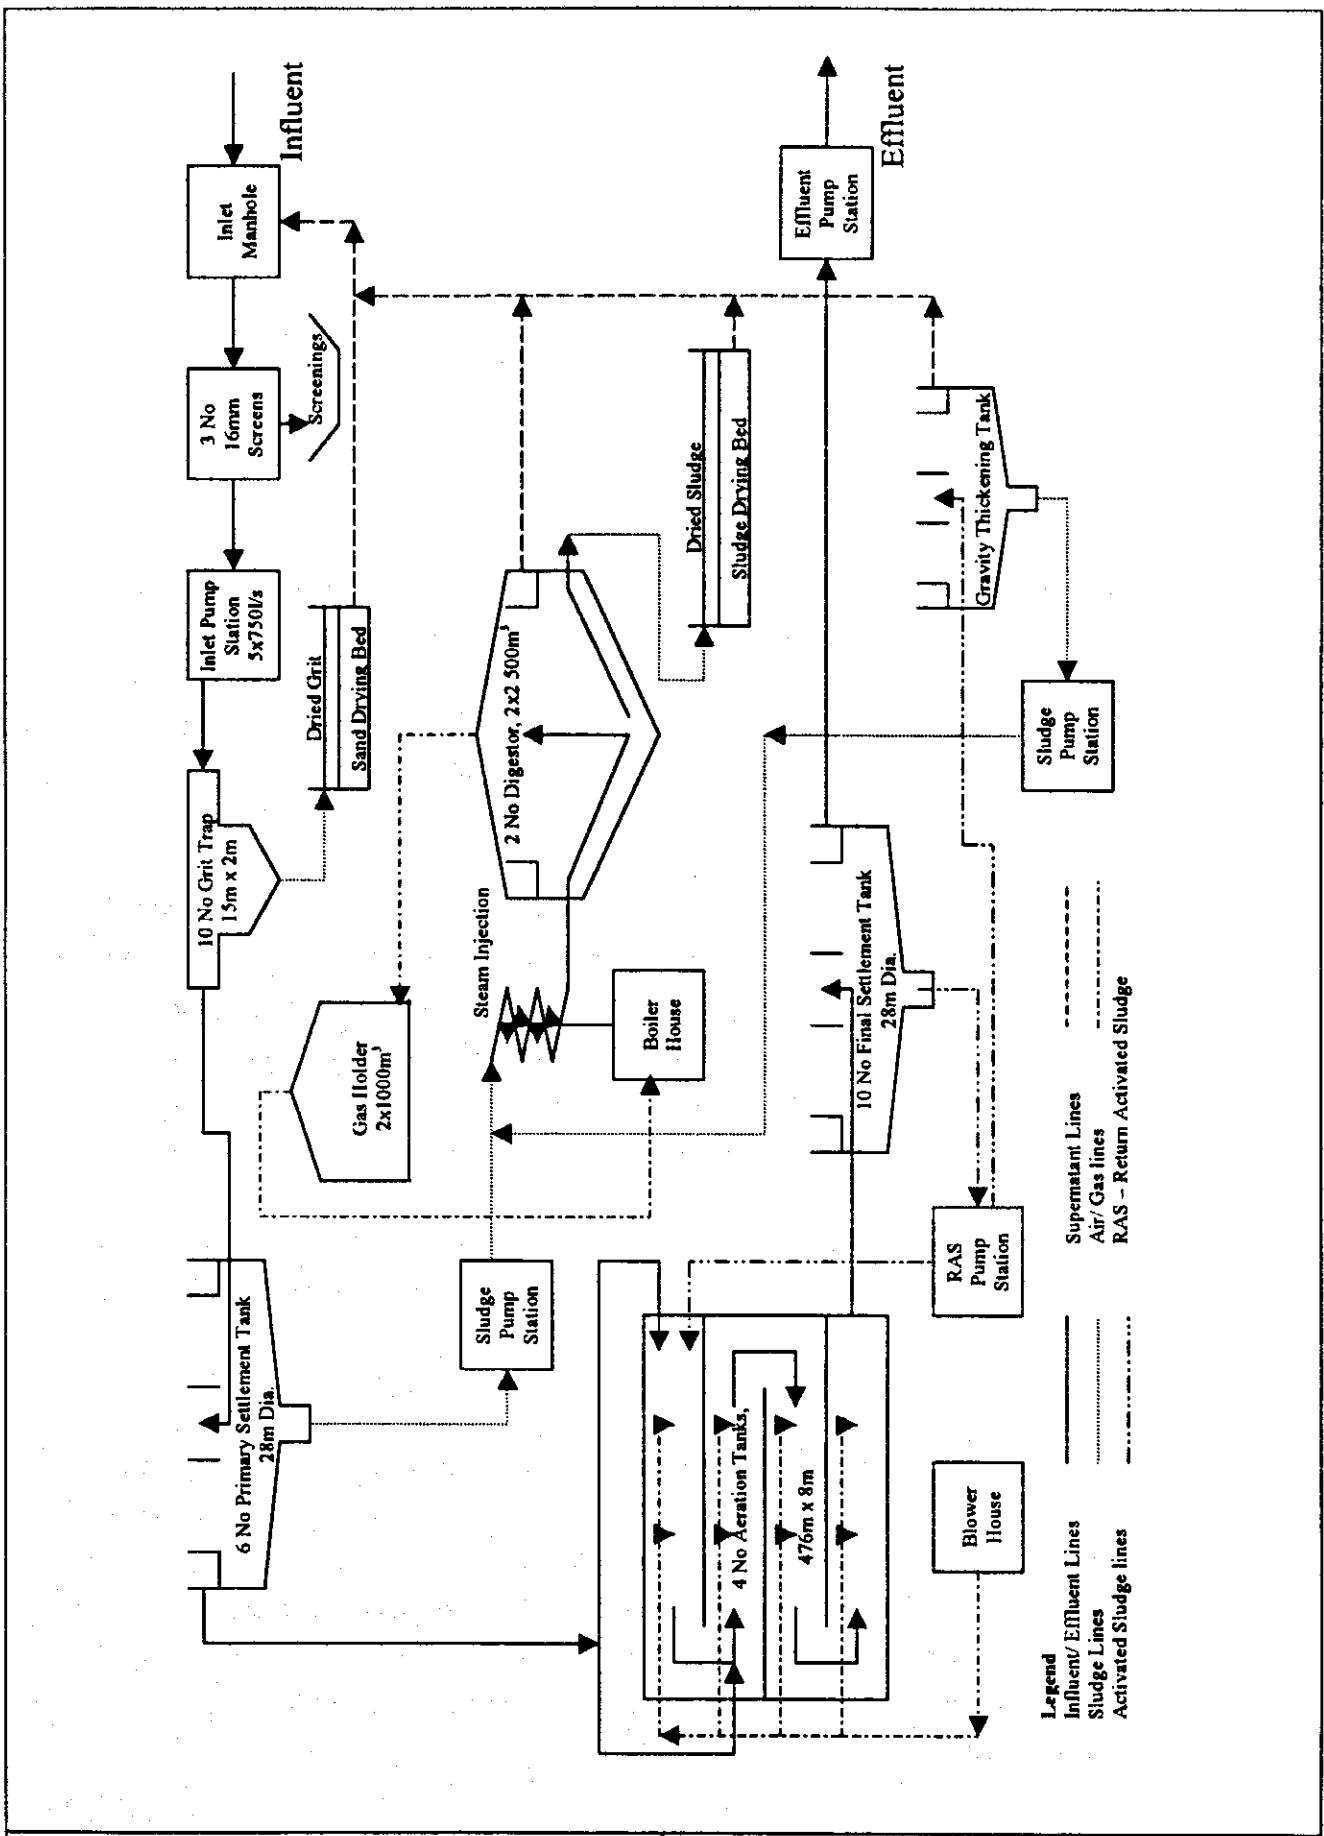 Influent
Inlet
Manhole
3 No
16mm
Screens
Screenings
Inlet Pump
Station
5x750l/s
Dried Grit
Sand Drying Bed
10 No Grit Trap
15m x 2m
Gas Holder
2x1000m³
6 No Primary Settlement Tank
28m Dia.
Sludge
Pump
Station
Steam Injection
Boiler
House
2 No Digestor, 2x2 500m³
Dried Sludge
Sludge Drying Bed
Effluent
Pump
Station
Effluent
Gravity Thickening Tank
Sludge
Pump
Station
10 No Final Settlement Tank
28m Dia.
RAS
Pump
Station
4 No Aeration Tanks,
476m x 8m
Blower
House
Legend
Influent/ Effluent Lines
Sludge Lines
Activated Sludge lines
Supernatant Lines
Air/ Gas lines
RAS – Return Activated Sludge